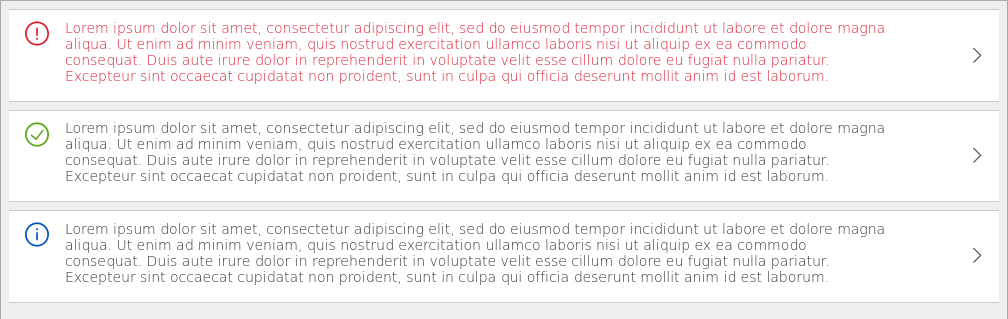 Lorem ipsum dolor sit amet, consectetur adipiscing elit, sed do eiusmod tempor incididunt ut labore et dolore magna
aliqua. Ut enim ad minim veniam, quis nostrud exercitation ullamco laboris nisi ut aliquip ex ea commodo
consequat. Duis aute irure dolor in reprehenderit in voluptate velit esse cillum dolore eu fugiat nulla pariatur.
Excepteur sint occaecat cupidatat non proident, sunt in culpa qui officia deserunt mollit anim id est laborum.
Lorem ipsum dolor sit amet, consectetur adipiscing elit, sed do eiusmod tempor incididunt ut labore et dolore magna
aliqua. Ut enim ad minim veniam, quis nostrud exercitation ullamco laboris nisi ut aliquip ex ea commodo
consequat. Duis aute irure dolor in reprehenderit in voluptate velit esse cillum dolore eu fugiat nulla pariatur.
Excepteur sint occaecat cupidatat non proident, sunt in culpa qui officia deserunt mollit anim id est laborum.
Lorem ipsum dolor sit amet, consectetur adipiscing elit, sed do eiusmod tempor incididunt ut labore et dolore magna
aliqua. Ut enim ad minim veniam, quis nostrud exercitation ullamco laboris nisi ut aliquip ex ea commodo
consequat. Duis aute irure dolor in reprehenderit in voluptate velit esse cillum dolore eu fugiat nulla pariatur.
Excepteur sint occaecat cupidatat non proident, sunt in culpa qui officia deserunt mollit anim id est laborum.